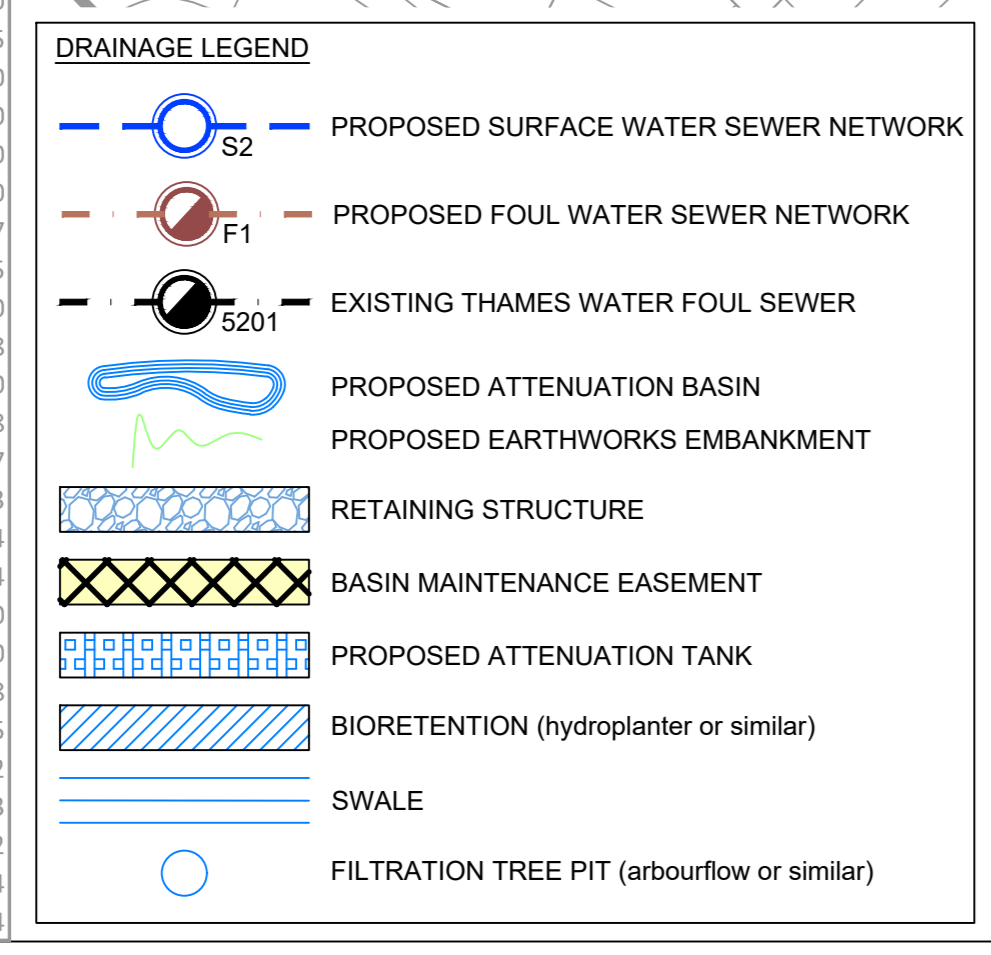 DRAINAGE LEGEND
PROPOSED SURFACE WATER SEWER NETWORK
S2
PROPOSED FOUL WATER SEWER NETWORK
F1
EXISTING THAMES WATER FOUL SEWER
5201
PROPOSED ATTENUATION BASIN
PROPOSED EARTHWORKS EMBANKMENT
RETAINING STRUCTURE
BASIN MAINTENANCE EASEMENT
PROPOSED ATTENUATION TANK
BIORETENTION (hydroplanter or similar)
SWALE
FILTRATION TREE PIT (arbourflow or similar)